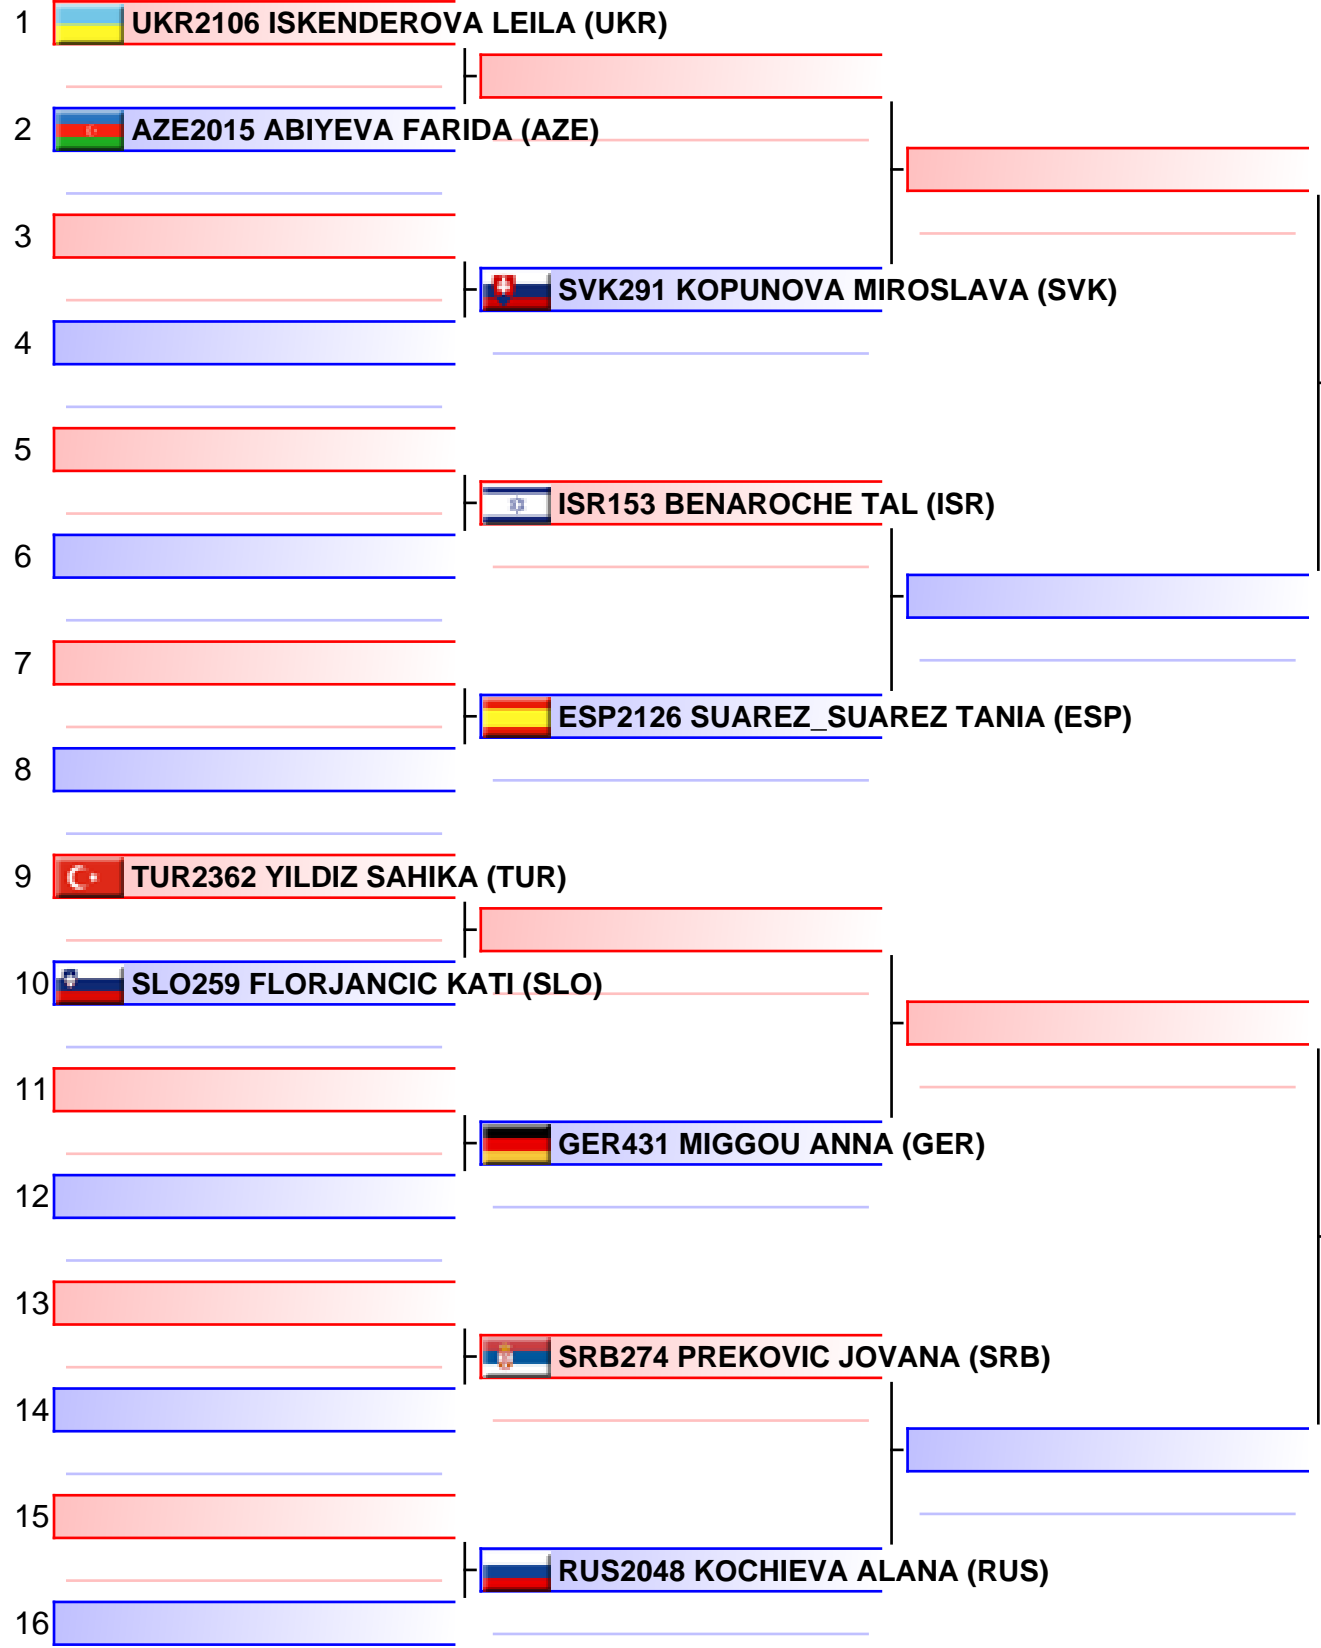 1 UKR2106 ISKENDEROVA LEILA (UKR)
2 AZE2015 ABIYEVA FARIDA (AZE)
3
SVK291 KOPUNOVA MIROSLAVA (SVK)
4
5
ISR153 BENAROCHE TAL (ISR)
6
7
ESP2126 SUAREZ_SUAREZ TANIA (ESP)
8
9 TUR2362 YILDIZ SAHIKA (TUR)
10 SLO259 FLORJANCIC KATI (SLO)
11
GER431 MIGGOU ANNA (GER)
12
13
SRB274 PREKOVIC JOVANA (SRB)
14
15
RUS2048 KOCHIEVA ALANA (RUS)
16